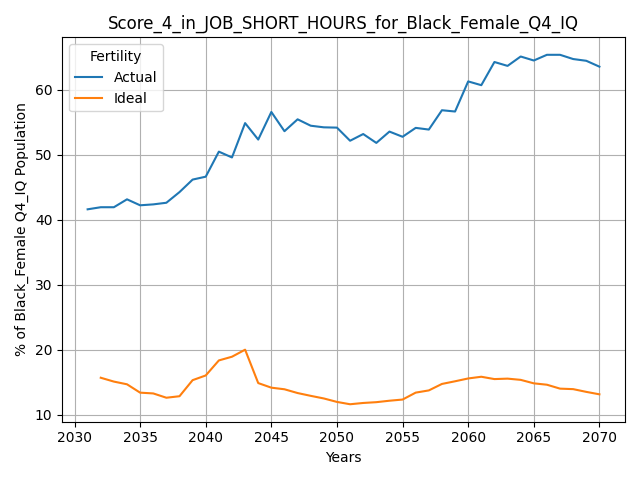 Score_4_in_JOB_SHORT_HOURS_for_Black_Female_Q4_IQ
Fertility
Actual
Ideal
% of Black_Female Q4_IQ Population
60
50
40
30
20
10
2030 2035 2040 2045 2050 2055 2060 2065 2070
Years